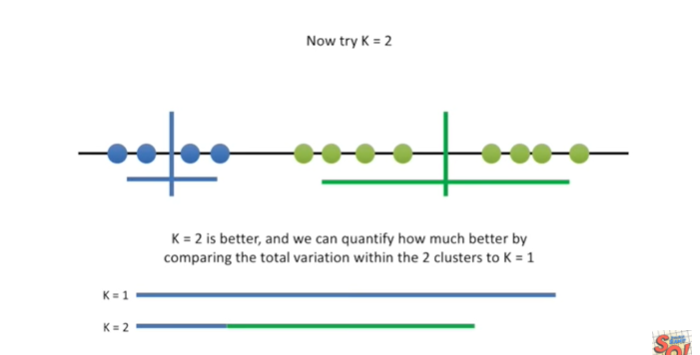 Now try K = 2
K = 2 is better, and we can quantify how much better by
comparing the total variation within the 2 clusters to K = 1
K = 1
K = 2